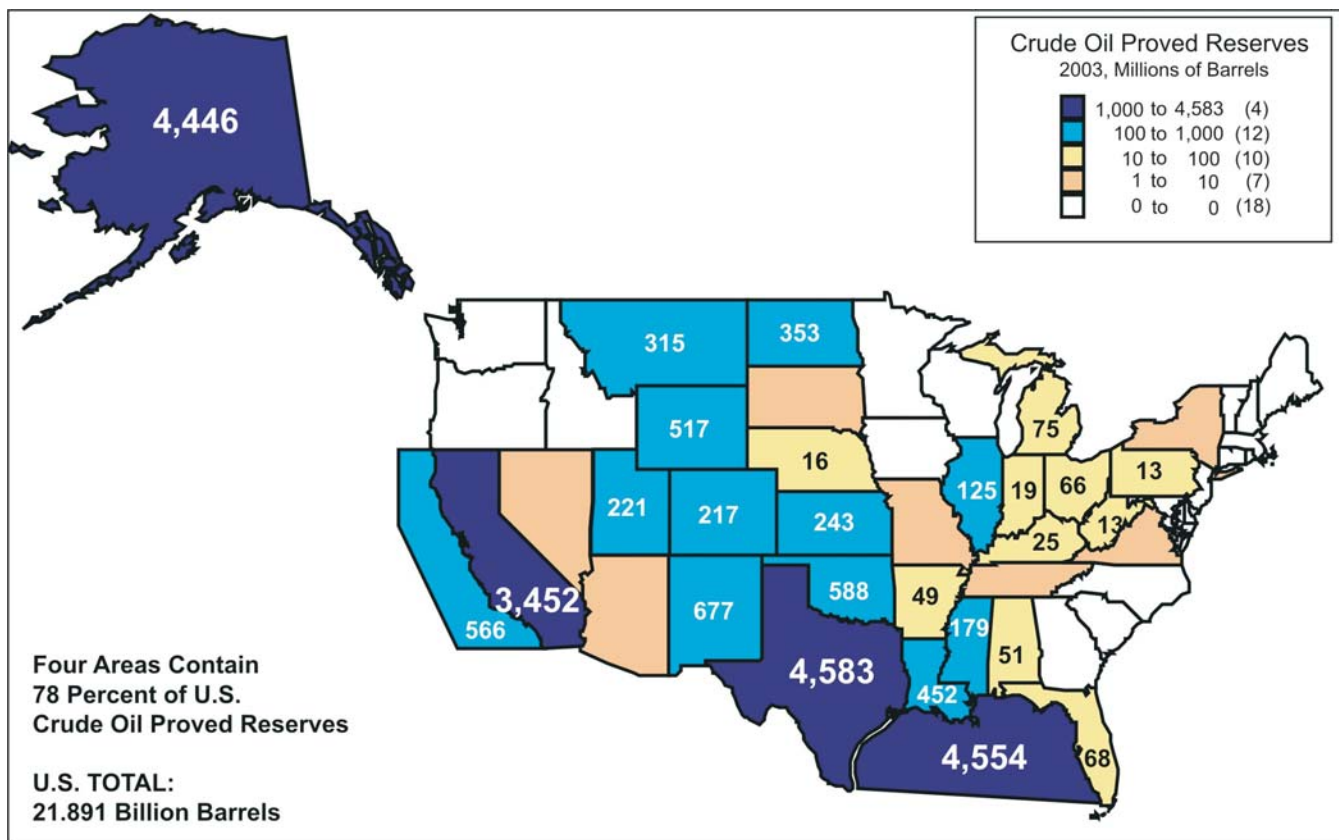 Crude Oil Proved Reserves
2003, Millions of Barrels
1,000 to 4,583 (4)
100 to 1,000 (12)
10 to 100 (10)
1 to 10 (7)
0 to 0 (18)
4,446
315
353
517
75
16
125
19
66
13
221
217
243
13
25
3,452
588
49
677
179
566
51
4,583
452
4,554
68
Four Areas Contain
78 Percent of U.S.
Crude Oil Proved Reserves
U.S. TOTAL:
21.891 Billion Barrels